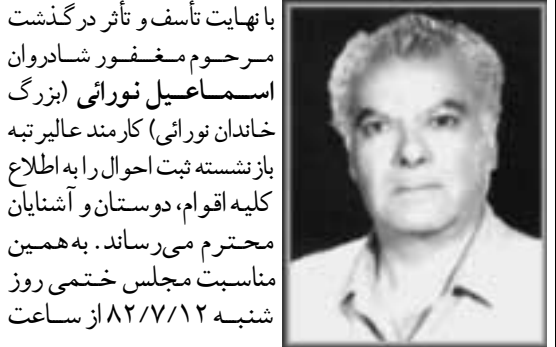 با نهایت تأسف و تأثر درگذشت
مرحوم مغفور شادروان
اسماعیل نورائی (بزرگ
خاندان نورائی) کارمند عالیرتبه
بازنشسته ثبت احوال را به اطلاع
کلیه اقوام، دوستان و آشنایان
محترم می‌رساند. به همین
مناسبت مجلس ختمی روز
شنبه ۸۲/۷/۱۲ از ساعت